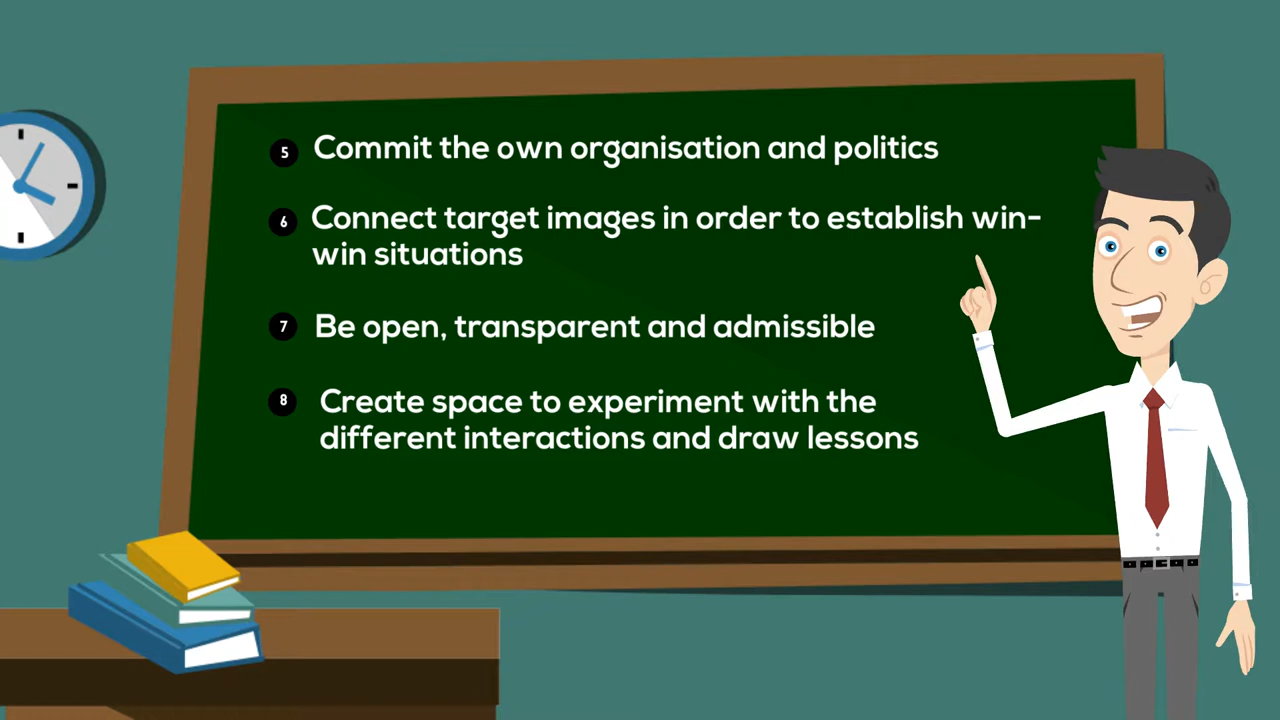 5 Commit the own organisation and politics
6 Connect target images in order to establish win-
win situations
7 Be open, transparent and admissible
8 Create space to experiment with the
different interactions and draw lessons